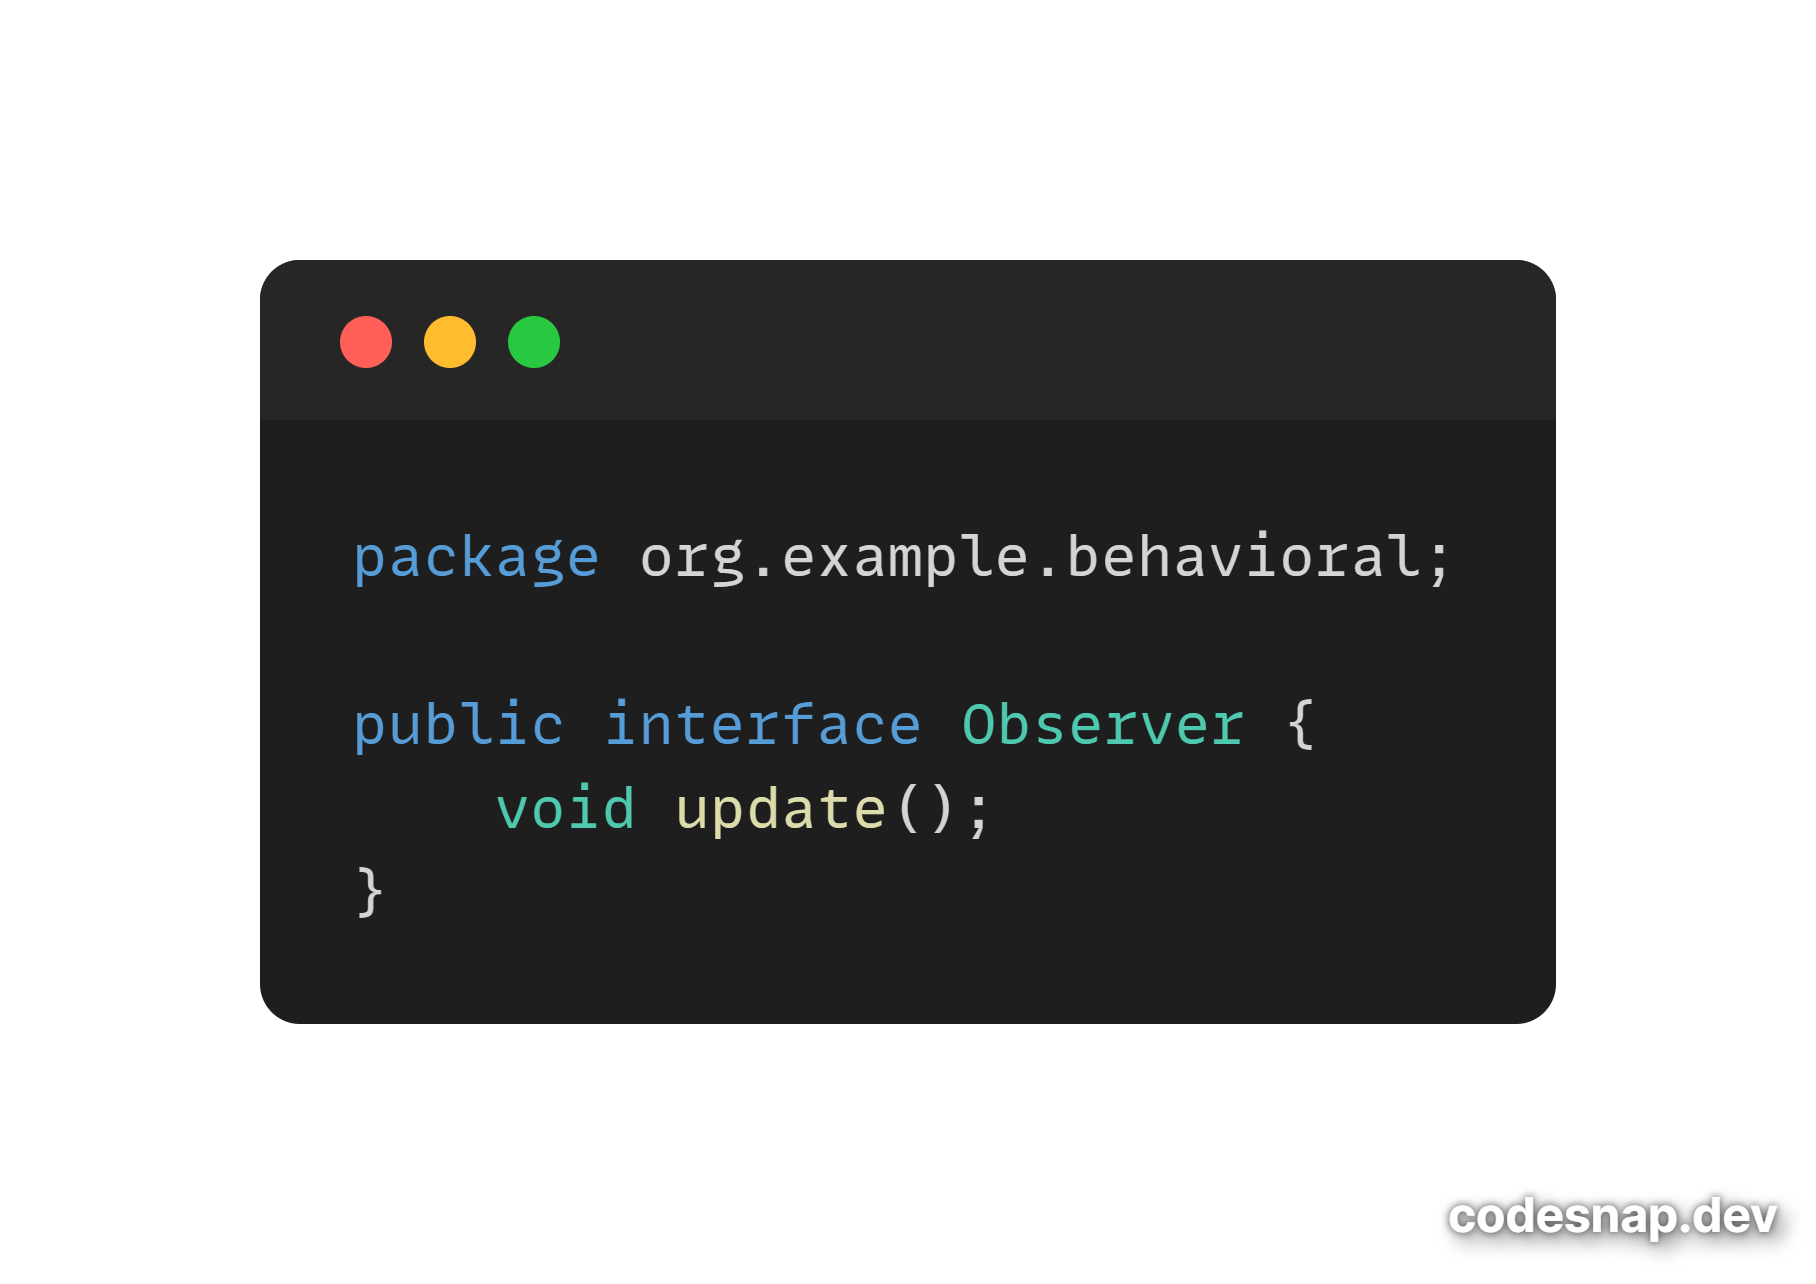 package org.example.behavioral;

public interface Observer {
    void update();
}
codesnap.dev